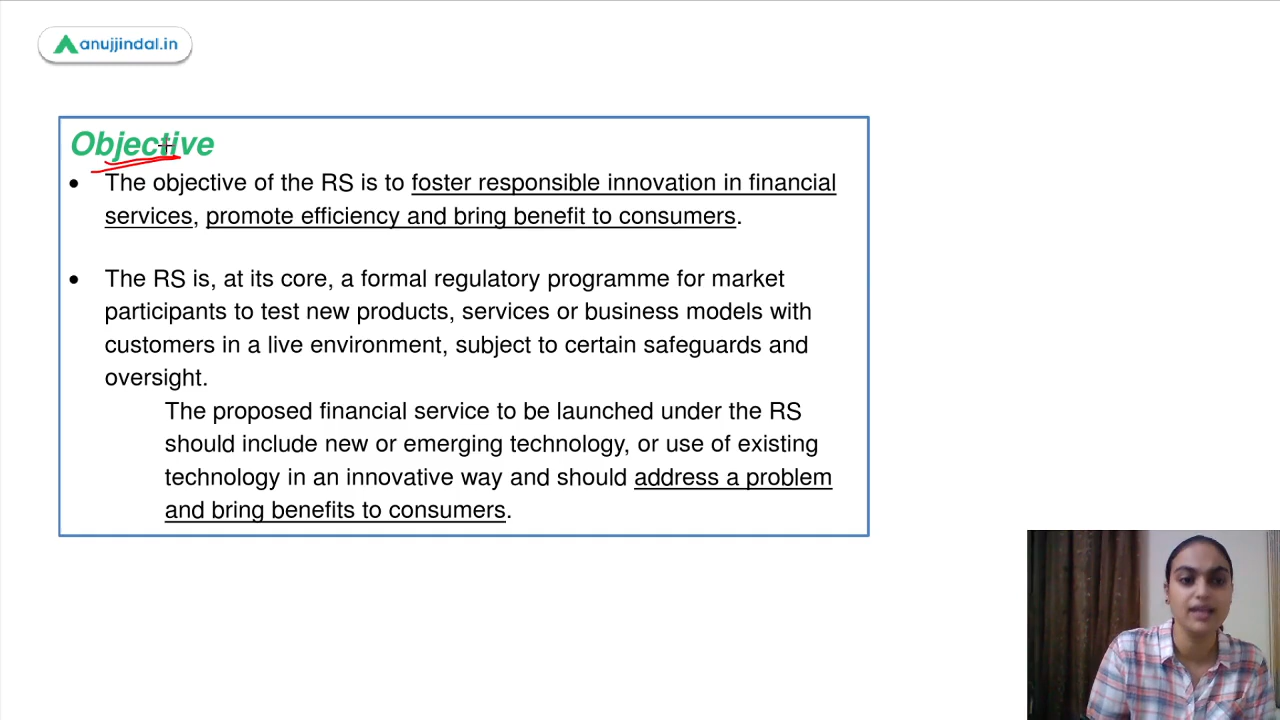 anujjindal.in
Objective
• The objective of the RS is to foster responsible innovation in financial
services, promote efficiency and bring benefit to consumers.
• The RS is, at its core, a formal regulatory programme for market
participants to test new products, services or business models with
customers in a live environment, subject to certain safeguards and
oversight.
The proposed financial service to be launched under the RS
should include new or emerging technology, or use of existing
technology in an innovative way and should address a problem
and bring benefits to consumers.